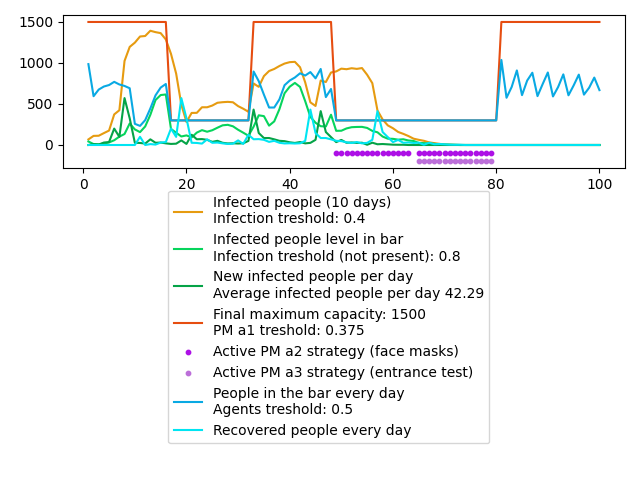 1500
1000
500
0
0
20
40
60
80
100
Infected people (10 days)
Infection treshold: 0.4
Infected people level in bar
Infection treshold (not present): 0.8
New infected people per day
Average infected people per day 42.29
Final maximum capacity: 1500
PM a1 treshold: 0.375
Active PM a2 strategy (face masks)
Active PM a3 strategy (entrance test)
People in the bar every day
Agents treshold: 0.5
Recovered people every day